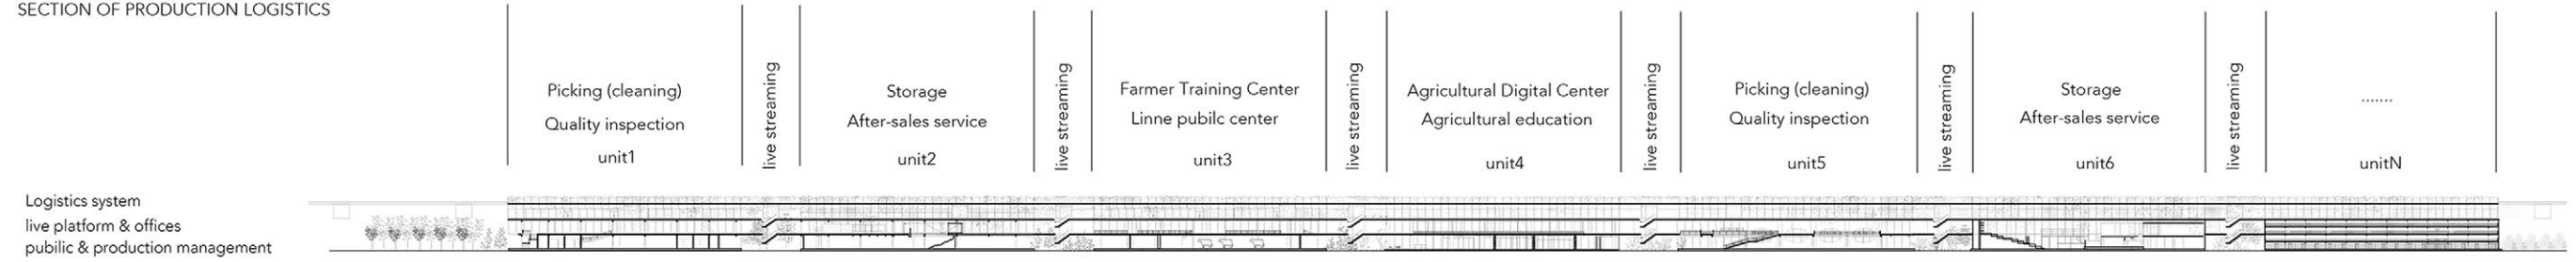 SECTION OF PRODUCTION LOGISTICS
Picking (cleaning)
Quality inspection
unit1
live streaming
Storage
After-sales service
unit2
live streaming
Farmer Training Center
Linne pubilc center
unit3
live streaming
Agricultural Digital Center
Agricultural education
unit4
live streaming
Picking (cleaning)
Quality inspection
unit5
live streaming
Storage
After-sales service
unit6
live streaming
.......
unitN
Logistics system
live platform & offices
pubilic & production management